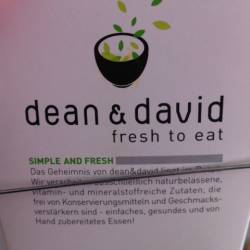 dean & david
fresh to eat
SIMPLE AND FRESH
Das Geheimnis von dean&david liegt im
Wir verarbeiten ausschließlich naturbelassene,
vitamin- und mineralstoffreiche Zutaten, die
frei von Konservierungsmitteln und Geschmacks-
verstärkern sind - einfaches, gesundes und von
Hand zubereitetes Essen!